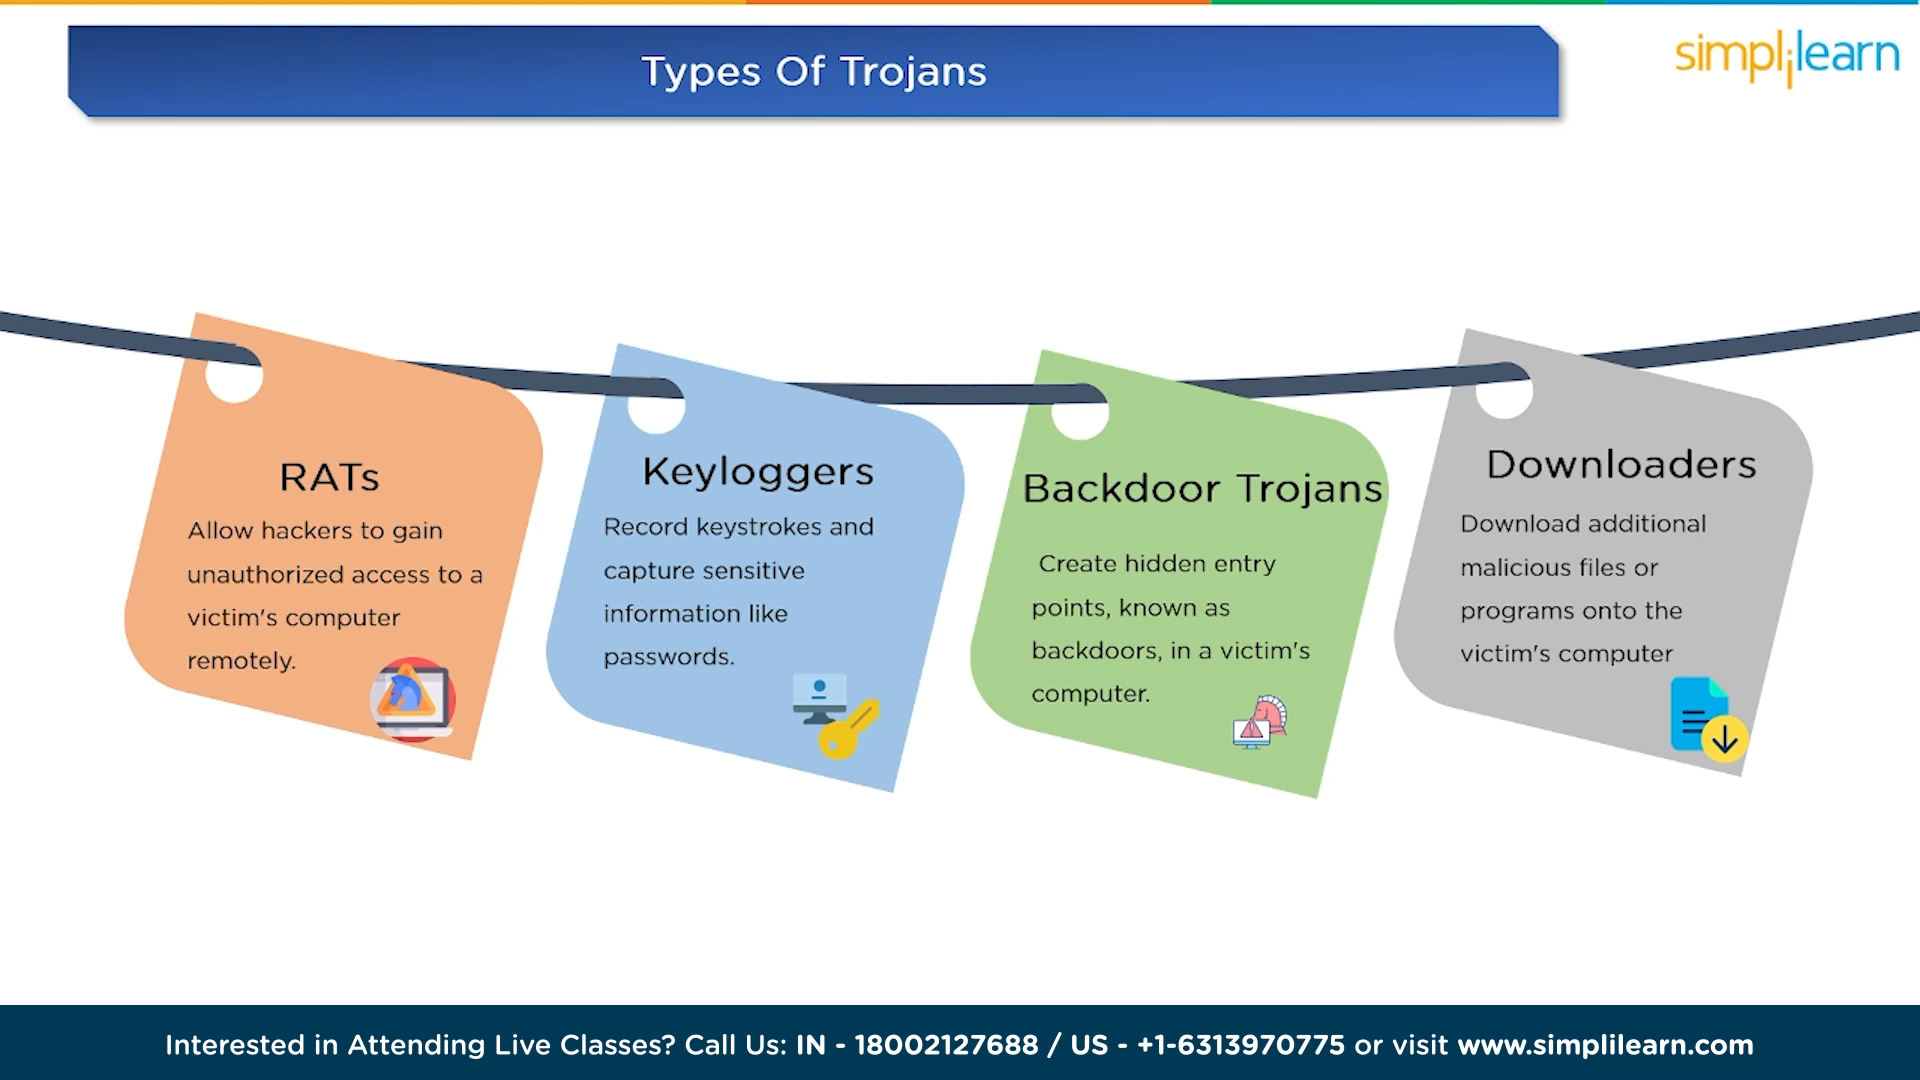 Types Of Trojans
simplilearn
RATs
Allow hackers to gain
unauthorized access to a
victim's computer
remotely.
Keyloggers
Record keystrokes and
capture sensitive
information like
passwords.
Backdoor Trojans
Create hidden entry
points, known as
backdoors, in a victim's
computer.
Downloaders
Download additional
malicious files or
programs onto the
victim's computer
Interested in Attending Live Classes? Call Us: IN - 18002127688 / US - +1-6313970775 or visit www.simplilearn.com